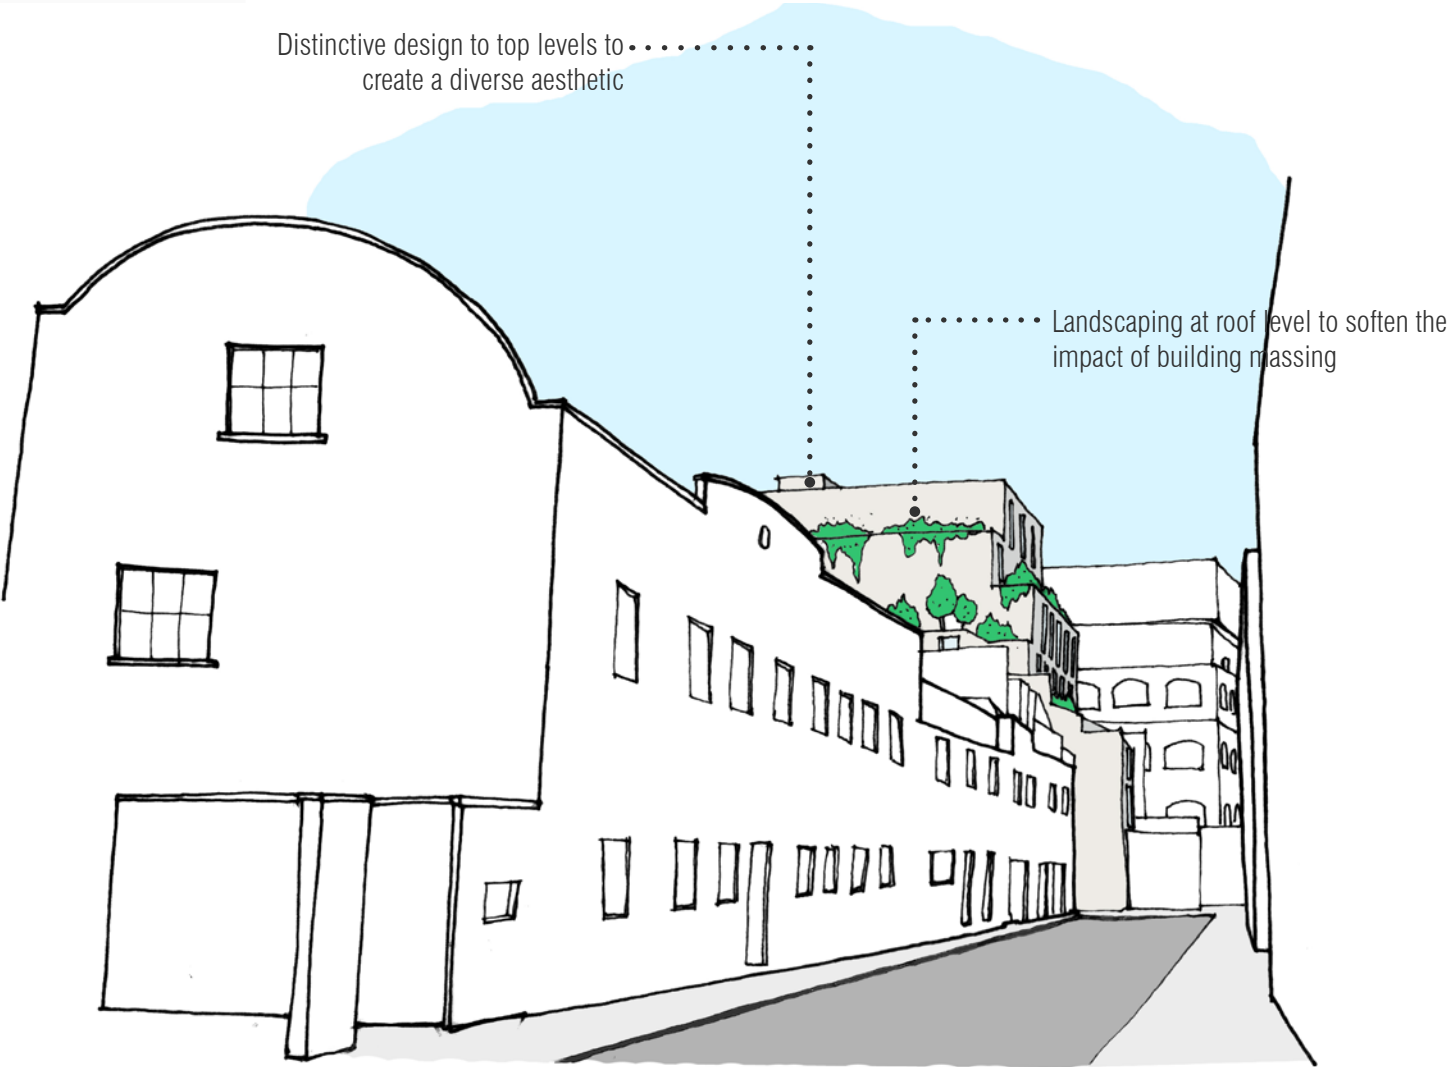 Distinctive design to top levels to
create a diverse aesthetic
Landscaping at roof level to soften the
impact of building massing